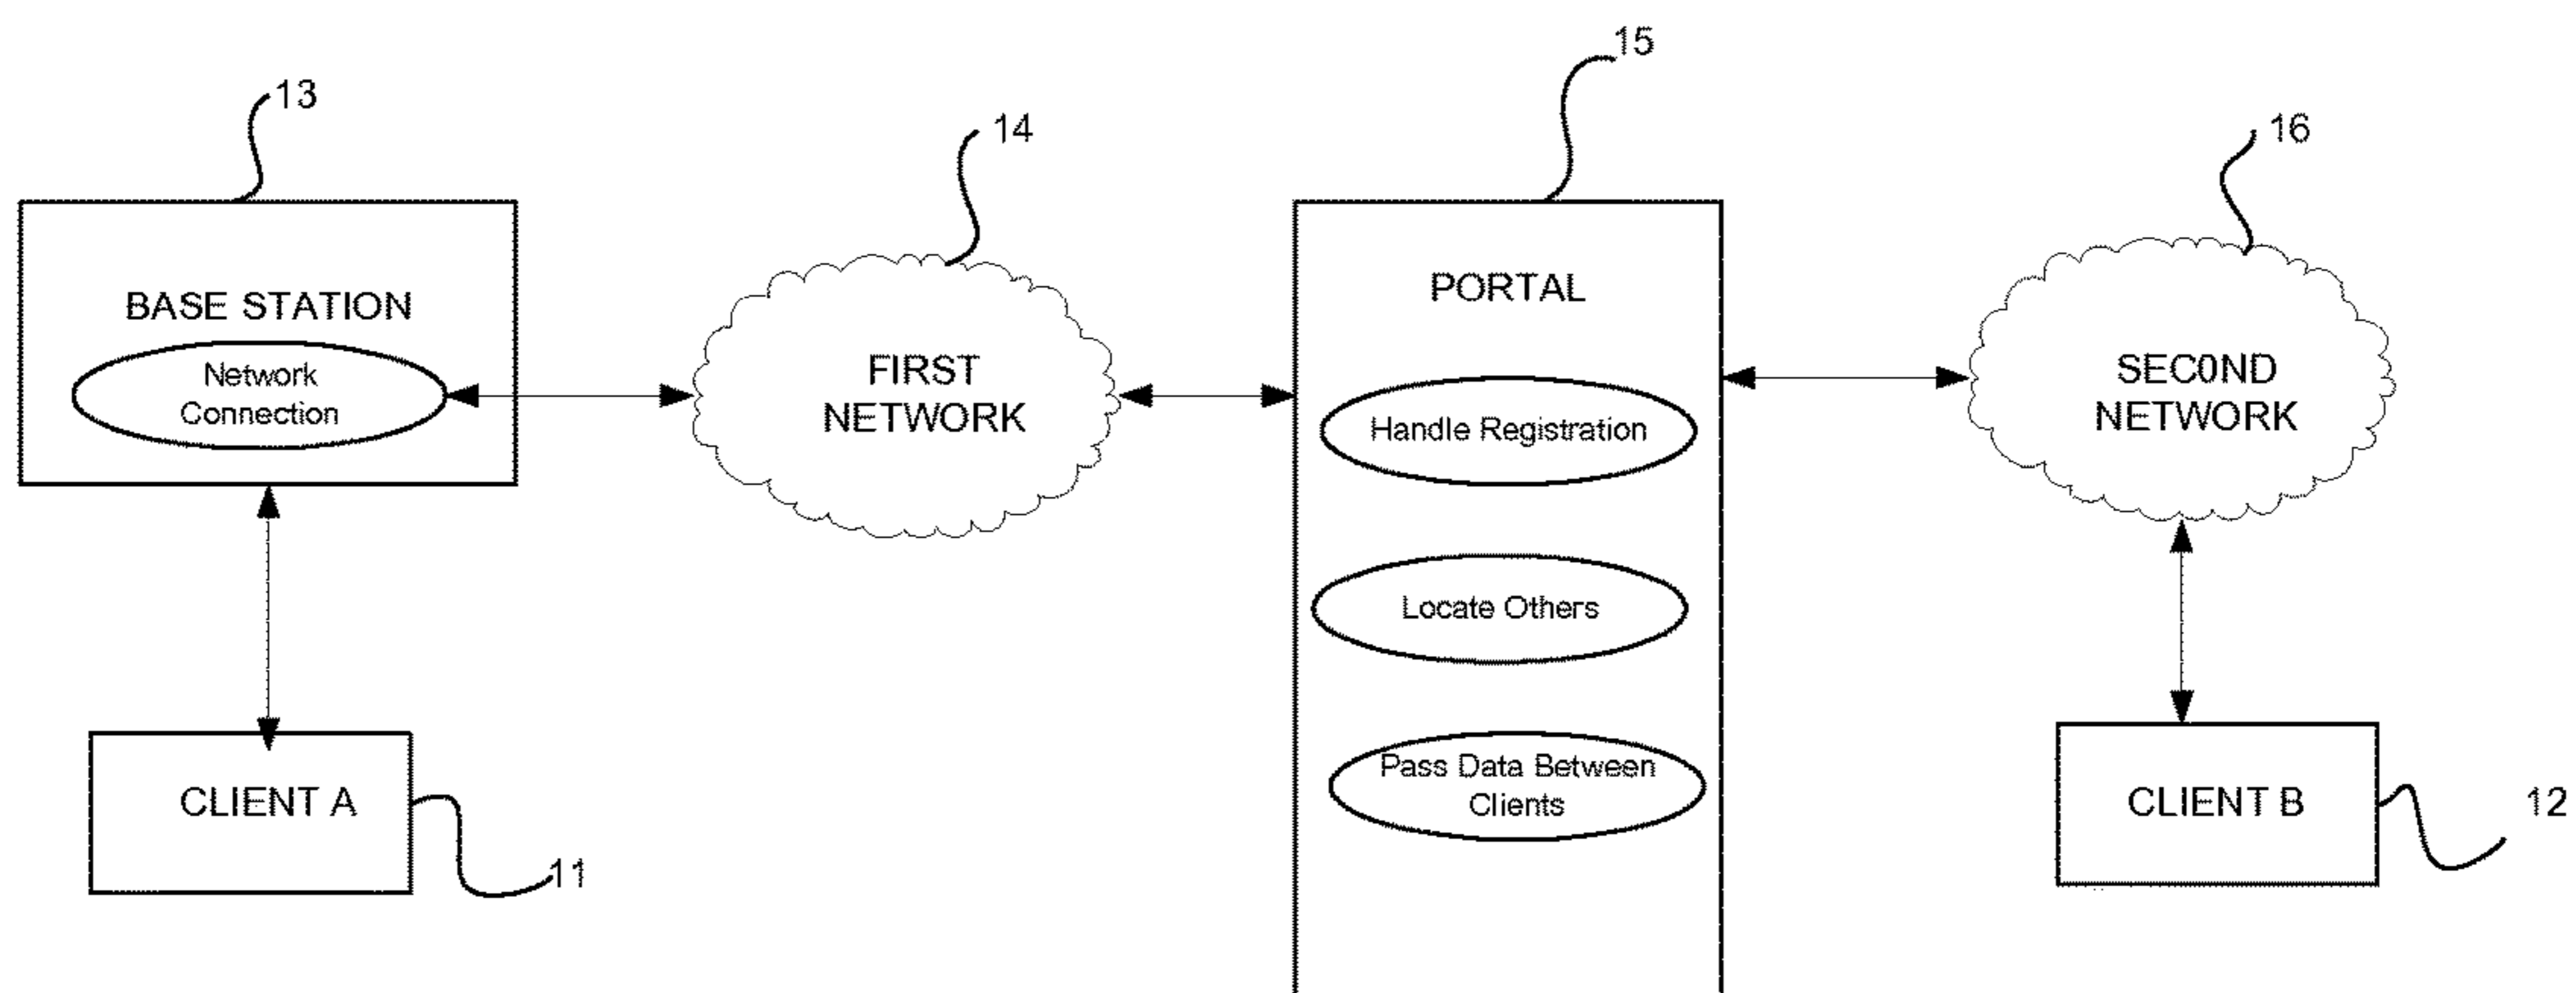 15
13
14
16
BASE STATION
Network
Connection
FIRST
NETWORK
PORTAL
Handle Registration
Locate Others
Pass Data Between
Clients
SEC0ND
NETWORK
CLIENT A
11
CLIENT B
12